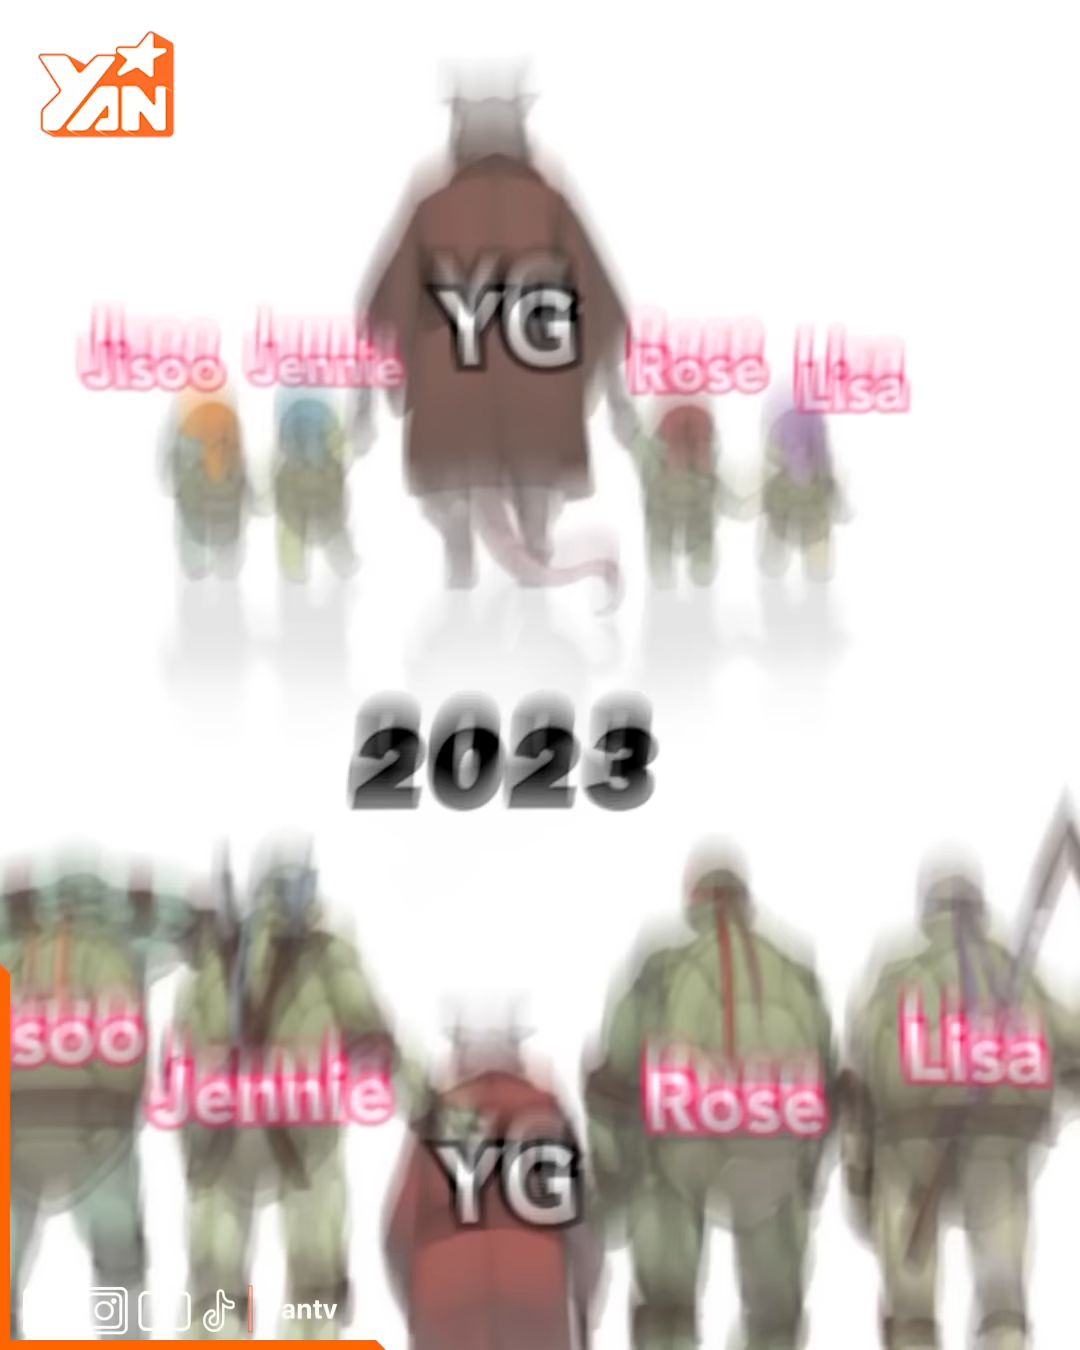 YAN
YG
Jisoo Jennie Rose Lisa
2023
soo Jennie Rose Lisa
YG
antv